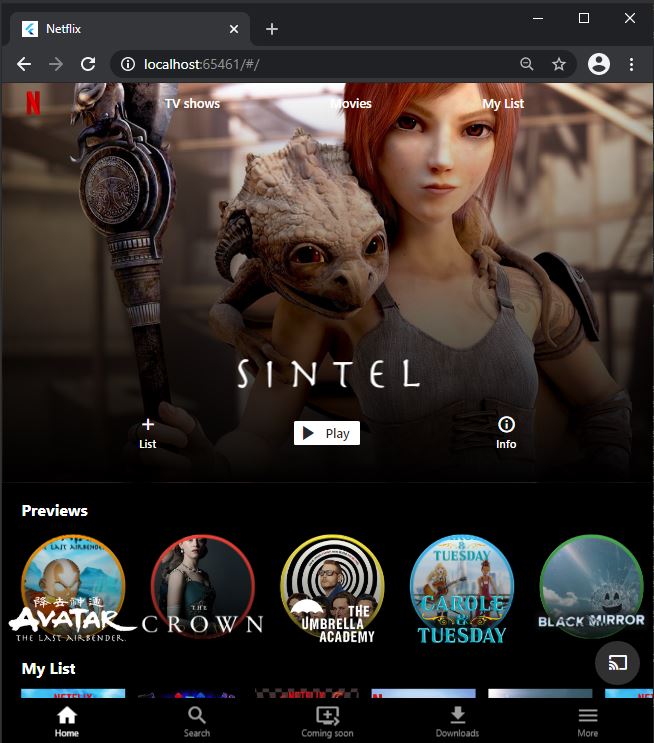 Netflix
localhost:65461/#/
N
TV shows
Movies
My List
SINTEL
List
Play
Info
Previews
THE LAST AIRBENDER
降去神通
AVATAR
THE LAST AIRBENDER.
THE
CROWN
THE
UMBRELLA
ACADEMY
&
TUESDAY
CAROLE
&
TUESDAY
BLACK MIRROR
My List
NETFLIX
NETFLIX
Home
Search
Coming soon
Downloads
More